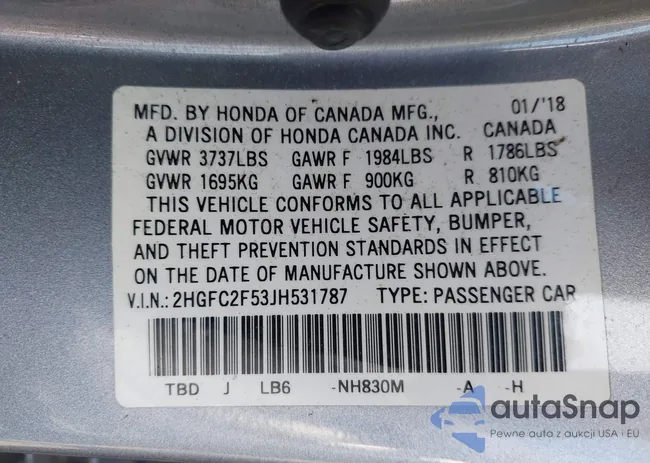 MFD. BY HONDA OF CANADA MFG., 01/'18
A DIVISION OF HONDA CANADA INC. CANADA
GVWR 3737LBS GAWR F 1984LBS R 1786LBS
GVWR 1695KG GAWR F 900KG R 810KG
THIS VEHICLE CONFORMS TO ALL APPLICABLE
FEDERAL MOTOR VEHICLE SAFETY, BUMPER,
AND THEFT PREVENTION STANDARDS IN EFFECT
ON THE DATE OF MANUFACTURE SHOWN ABOVE.
V.I.N.: 2HGFC2F53JH531787 TYPE: PASSENGER CAR
TBD J LB6 -NH830M -A -H
autaSnap
Pewne auta z aukcji USA i EU